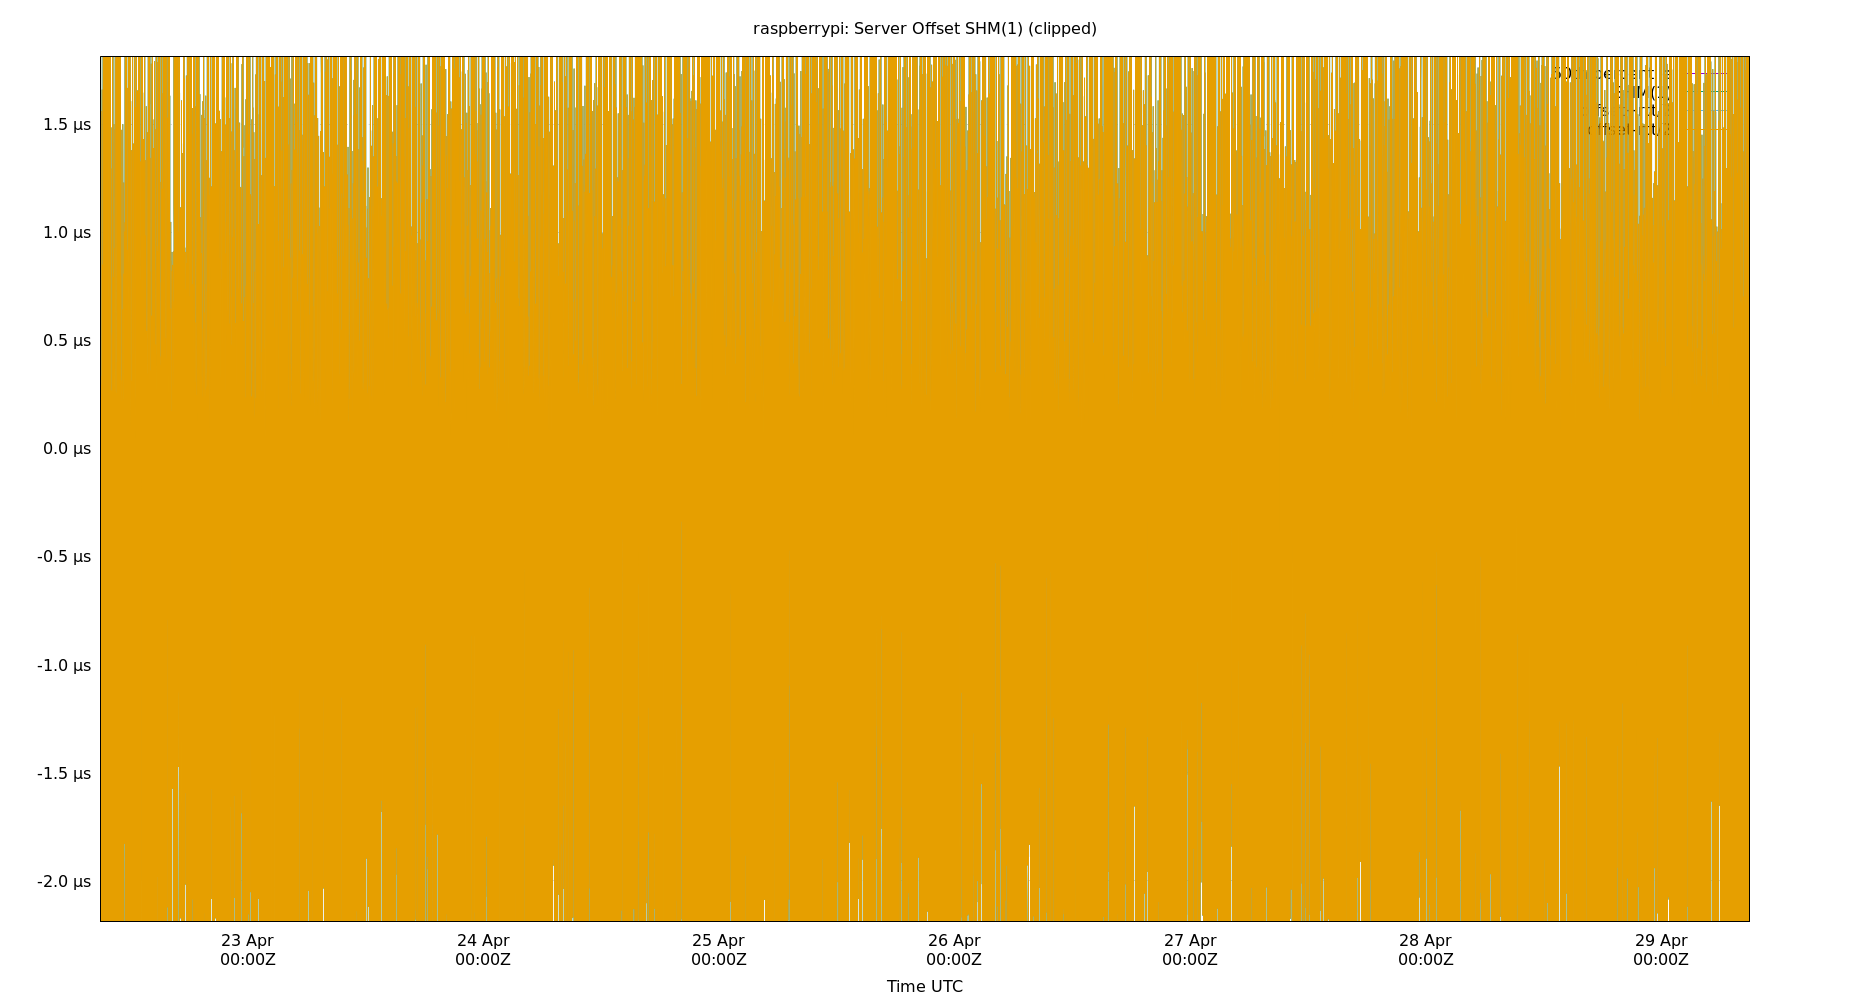 raspberrypi: Server Offset SHM(1) (clipped)
SHM(1)
1.5 µs
1.0 µs
0.5 µs
0.0 µs
-0.5 µs
-1.0 µs
-1.5 µs
-2.0 µs
23 Apr 24 Apr 25 Apr 26 Apr 27 Apr 28 Apr 29 Apr
00:00Z 00:00Z 00:00Z 00:00Z 00:00Z 00:00Z 00:00Z
Time UTC